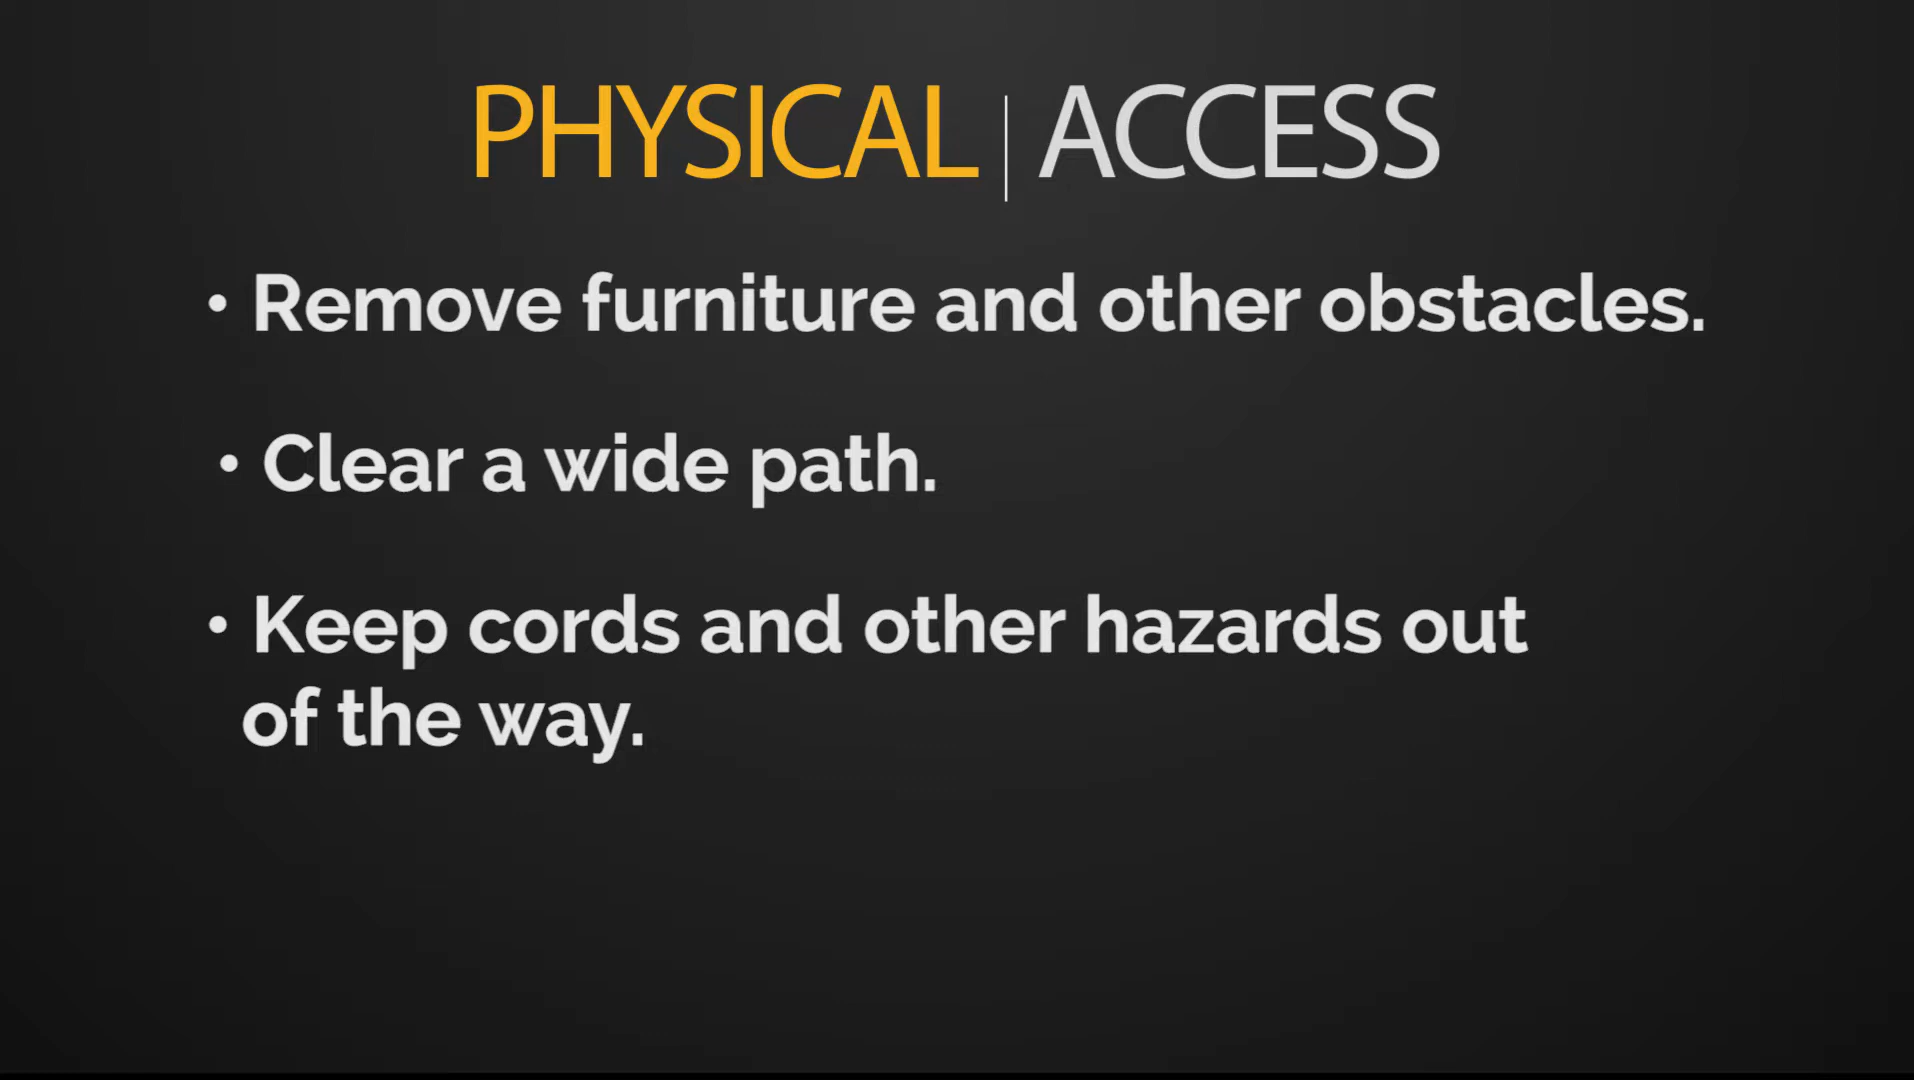 PHYSICAL | ACCESS
• Remove furniture and other obstacles.
• Clear a wide path.
• Keep cords and other hazards out
of the way.